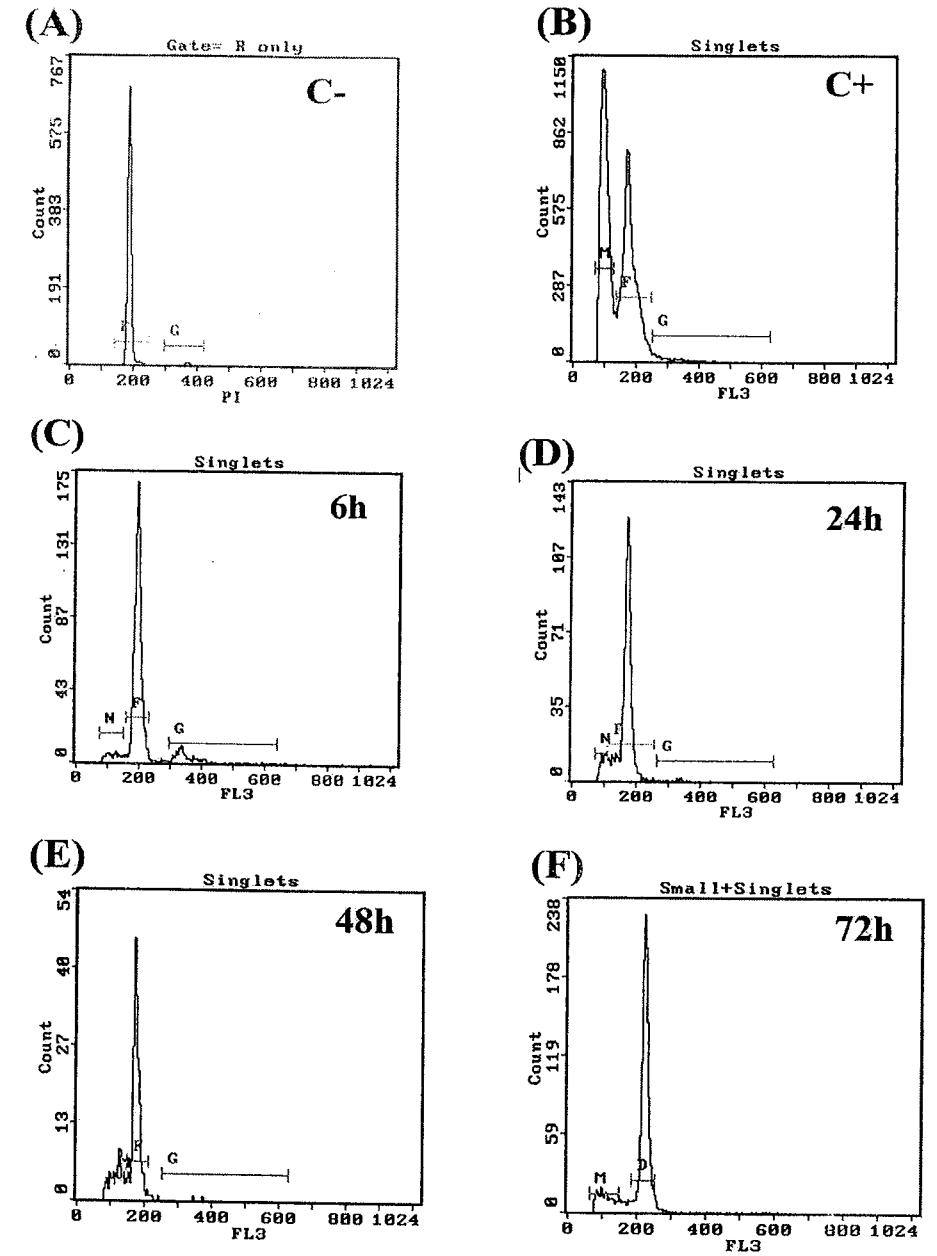 (A)
Gate= R only
C-
Count
767
575
383
191
0
G
0 200 400 600 800 1024
PI
(B)
Singlets
C+
Count
1150
862
575
287
0
M
F
G
0 200 400 600 800 1024
FL3
(C)
Singlets
6h
Count
175
131
87
43
0
N
F
G
0 200 400 600 800 1024
FL3
(D)
Singlets
24h
Count
143
107
71
35
0
N
F
G
0 200 400 600 800 1024
FL3
(E)
Singlets
48h
Count
54
40
27
13
0
F
G
0 200 400 600 800 1024
FL3
(F)
Small+Singlets
72h
Count
238
178
119
59
0
M
D
0 200 400 600 800 1024
FL3